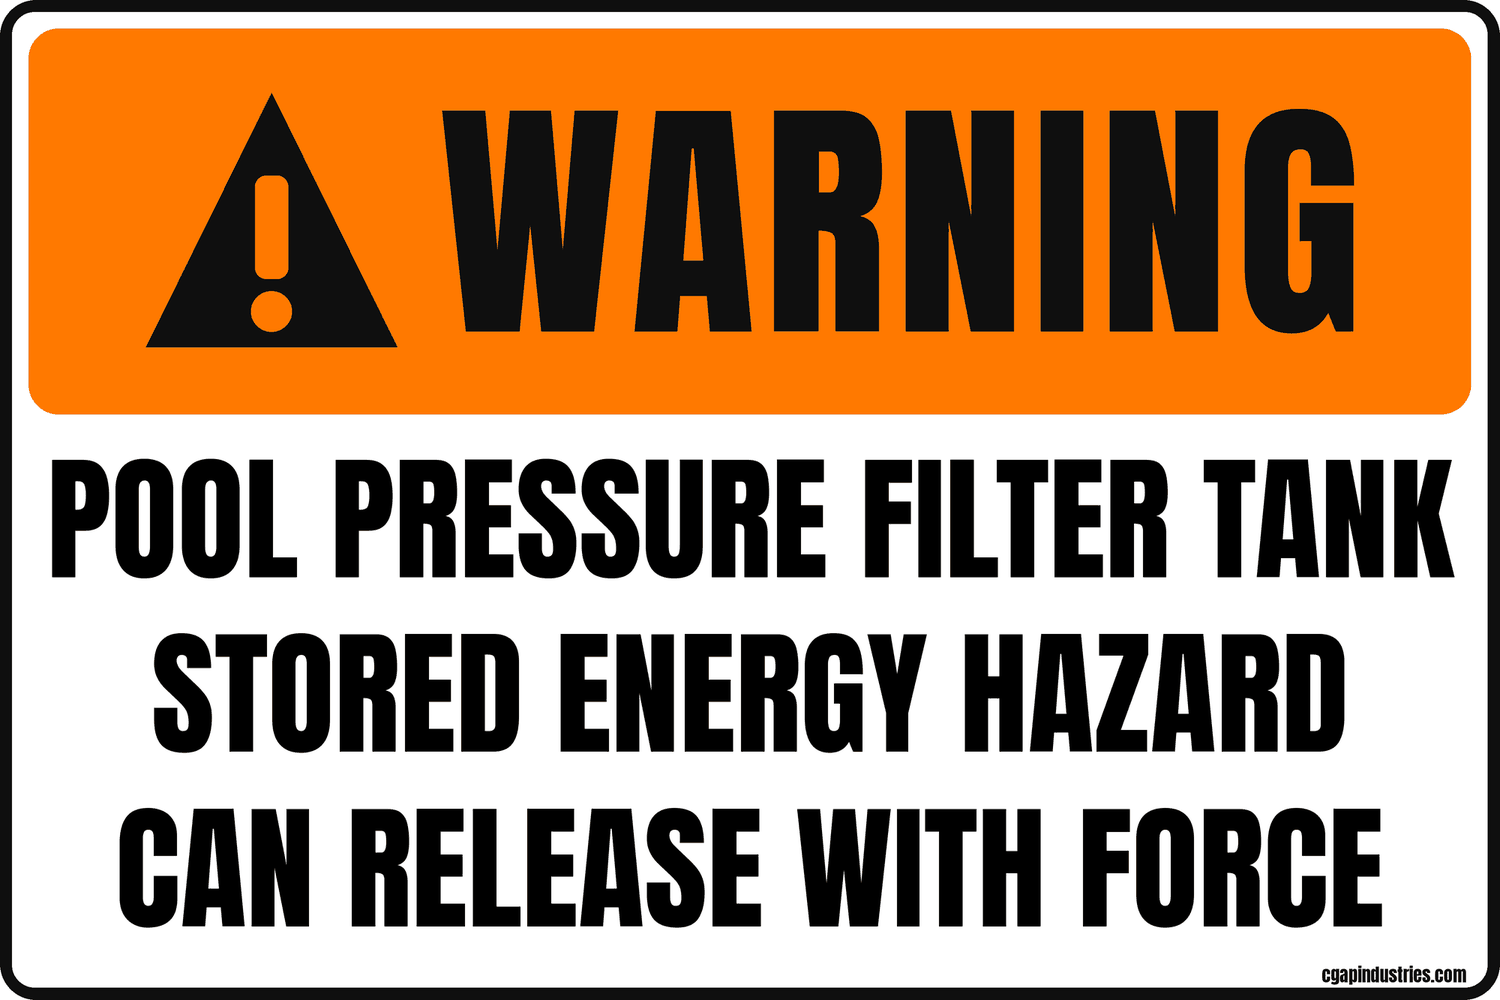 WARNING
POOL PRESSURE FILTER TANK
STORED ENERGY HAZARD
CAN RELEASE WITH FORCE
cgapindustries.com